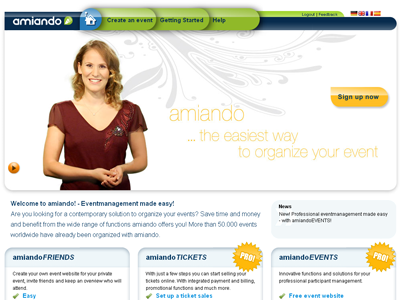 amiando
Create an event
Getting Started
Help
Logout | Feedback
Sign up now
amiando
... the easiest way
to organize your event
Welcome to amiando! - Eventmanagement made easy!
Are you looking for a contemporary solution to organize your events? Save time and money
and benefit from the wide range of functions amiando offers you! More than 50.000 events
worldwide have already been organized with amiando.
News
New! Professional eventmanagement made easy
- with amiandoEVENTS!
amiandoFRIENDS
Create your own event website for your private
event, invite friends and keep an overview who will
attend.
Easy
amiandoTICKETS
PRO!
With just a few steps you can start selling your
tickets online. With integrated payment and billing,
promotional functions and much more.
Set up a ticket sales
amiandoEVENTS
PRO!
Innovative functions and solutions for your
professional participant management.
Free event website